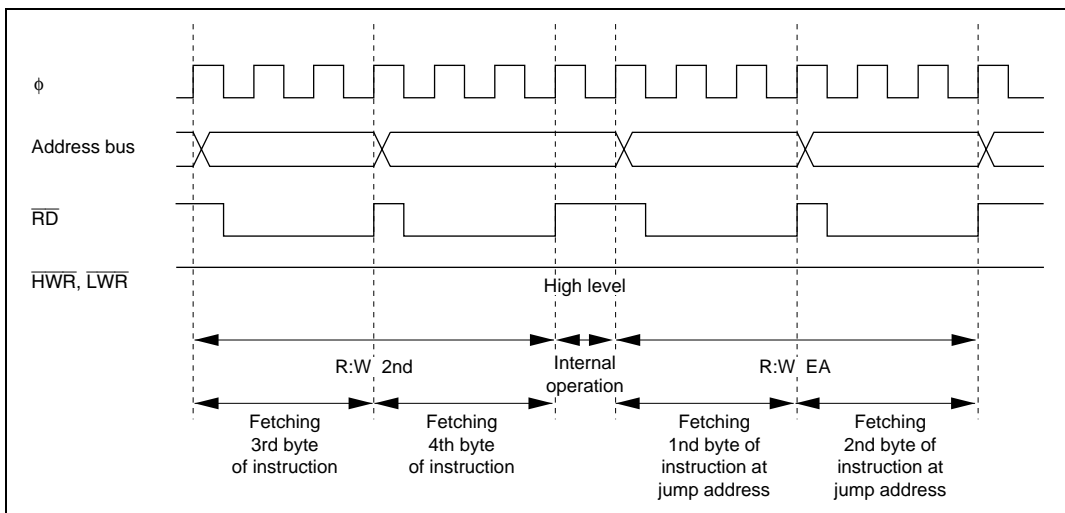 φ
Address bus
RD
HWR, LWR
High level
R:W 2nd
Internal
operation
R:W EA
Fetching
3rd byte
of instruction
Fetching
4th byte
of instruction
Fetching
1nd byte of
instruction at
jump address
Fetching
2nd byte of
instruction at
jump address